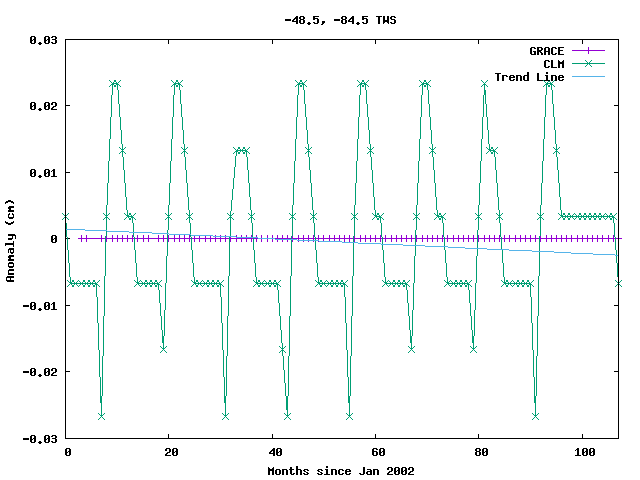 -48.5, -84.5 TWS
GRACE
CLM
Trend Line
0.03
0.02
0.01
0
-0.01
-0.02
-0.03
Anomaly (cm)
0 20 40 60 80 100
Months since Jan 2002